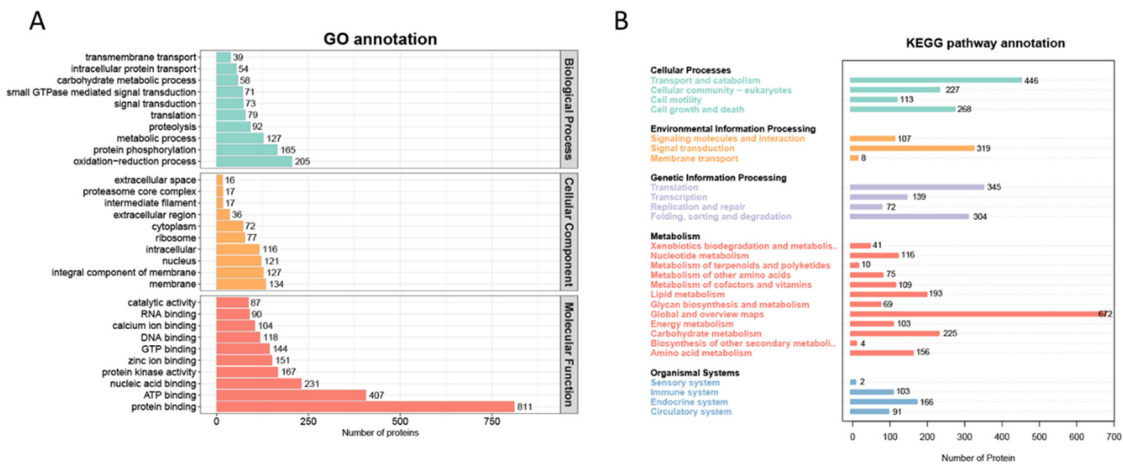 A
GO annotation
transmembrane transport 39
intracellular protein transport 54
carbohydrate metabolic process 58
small GTPase mediated signal transduction 71
signal transduction 73
translation 79
proteolysis 92
metabolic process 127
protein phosphorylation 165
oxidation−reduction process 205
Biological Process
extracellular space 16
proteasome core complex 17
intermediate filament 17
extracellular region 36
cytoplasm 72
ribosome 77
intracellular 116
nucleus 121
integral component of membrane 127
membrane 134
Cellular Component
catalytic activity 87
RNA binding 90
calcium ion binding 104
DNA binding 118
GTP binding 144
zinc ion binding 151
protein kinase activity 167
nucleic acid binding 231
ATP binding 407
protein binding 811
Molecular Function
0 250 500 750
Number of proteins
B
KEGG pathway annotation
Cellular Processes
Transport and catabolism 446
Cellular community − eukaryotes 227
Cell motility 113
Cell growth and death 268
Environmental Information Processing
Signaling molecules and interaction 107
Signal transduction 319
Membrane transport 8
Genetic Information Processing
Translation 345
Transcription 139
Replication and repair 72
Folding, sorting and degradation 304
Metabolism
Xenobiotics biodegradation and metabolis.. 41
Nucleotide metabolism 116
Metabolism of terpenoids and polyketides 10
Metabolism of other amino acids 75
Metabolism of cofactors and vitamins 109
Lipid metabolism 193
Glycan biosynthesis and metabolism 69
Global and overview maps 672
Energy metabolism 103
Carbohydrate metabolism 225
Biosynthesis of other secondary metaboli.. 4
Amino acid metabolism 156
Organismal Systems
Sensory system 2
Immune system 103
Endocrine system 166
Circulatory system 91
0 100 200 300 400 500 600 700
Number of Protein